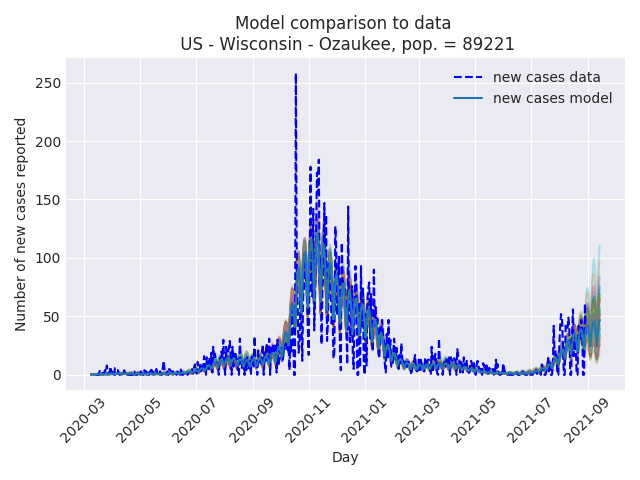 Model comparison to data
US - Wisconsin - Ozaukee, pop. = 89221
new cases data
new cases model
Number of new cases reported
250
200
150
100
50
0
2020-03
2020-05
2020-07
2020-09
2020-11
2021-01
2021-03
2021-05
2021-07
2021-09
Day